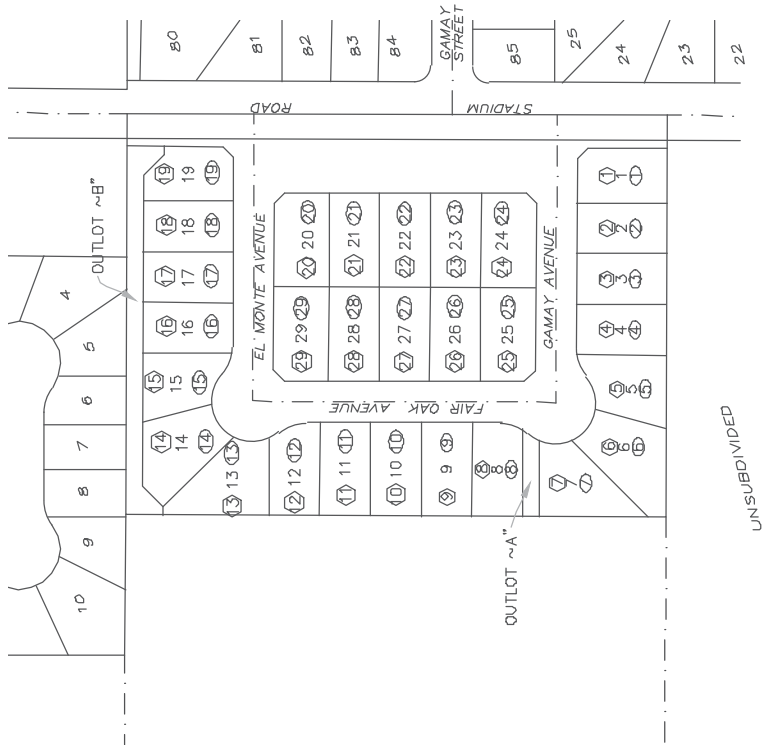 80
81
82
83
84
GAMAY
STREET
85
25
24
23
22
ROAD
STADIUM
19 19 19
18 18 18
17 17 17
16 16 16
15 15 15
14 14 14
13 13 13
OUTLOT ~B"
4
5
6
7
8
9
10
EL MONTE AVENUE
20 20 20
21 21 21
22 22 22
23 23 23
24 24 24
29 29 29
28 28 28
27 27 27
26 26 26
25 25 25
GAMAY AVENUE
FAIR OAK AVENUE
1 1 1
2 2 2
3 3 3
4 4 4
5 5 5
6 6 6
7 7 7
12 12 12
11 11 11
10 10 10
9 9 9
8 8 8
OUTLOT ~A"
UNSUBDIVIDED